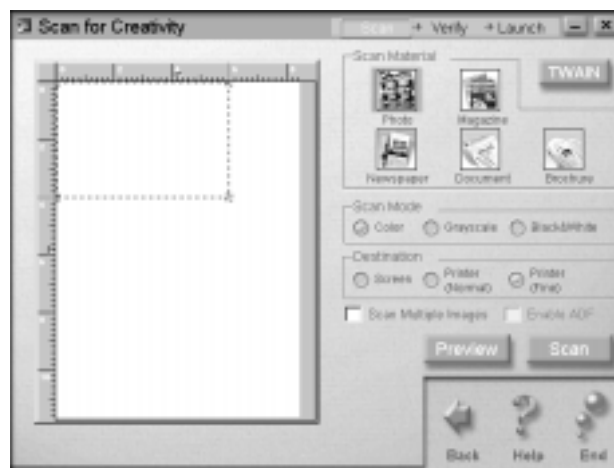 Scan for Creativity
Scan → Verify → Launch
Scan Material
TWAIN
Photo Magazine
Newspaper Document Brochure
Scan Mode
Color Grayscale Black&White
Destination
Screen Printer (Normal) Printer (Fine)
Scan Multiple Images Enable ADF
Preview Scan
Back Help End